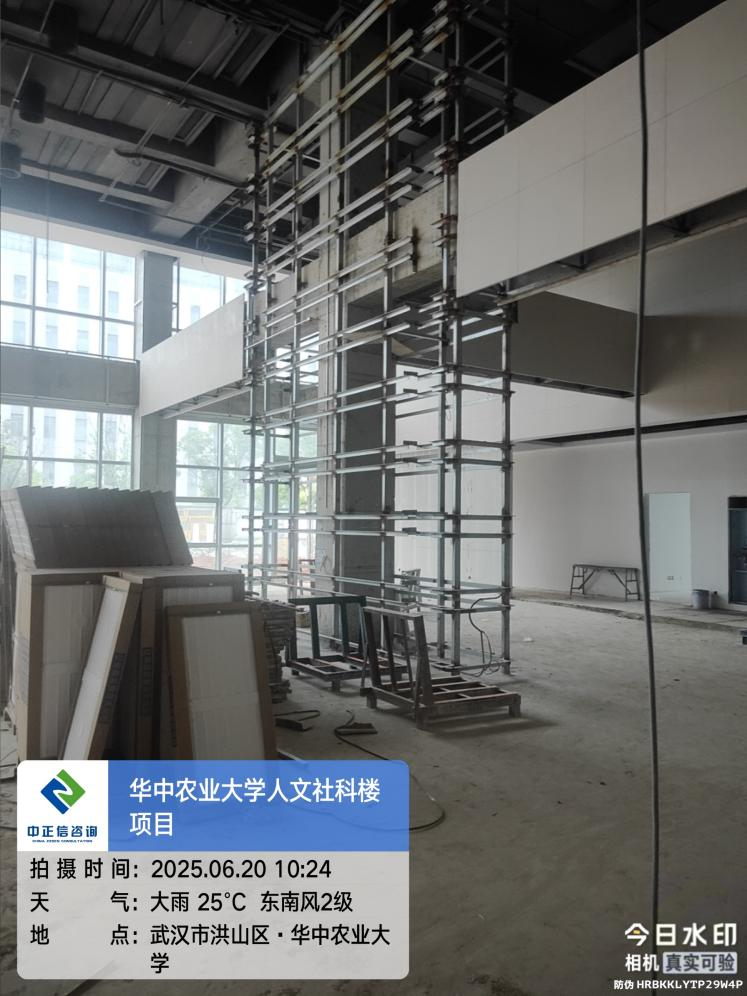 华中农业大学人文社科楼
项目
中正信咨询
CHINA ZOSIN CONSULTATION
拍摄时间: 2025.06.20 10:24
天气: 大雨 25°C 东南风2级
地点: 武汉市洪山区·华中农业大
学
今日水印
相机 真实可验
防伪 HRBKKLYTP29W4P